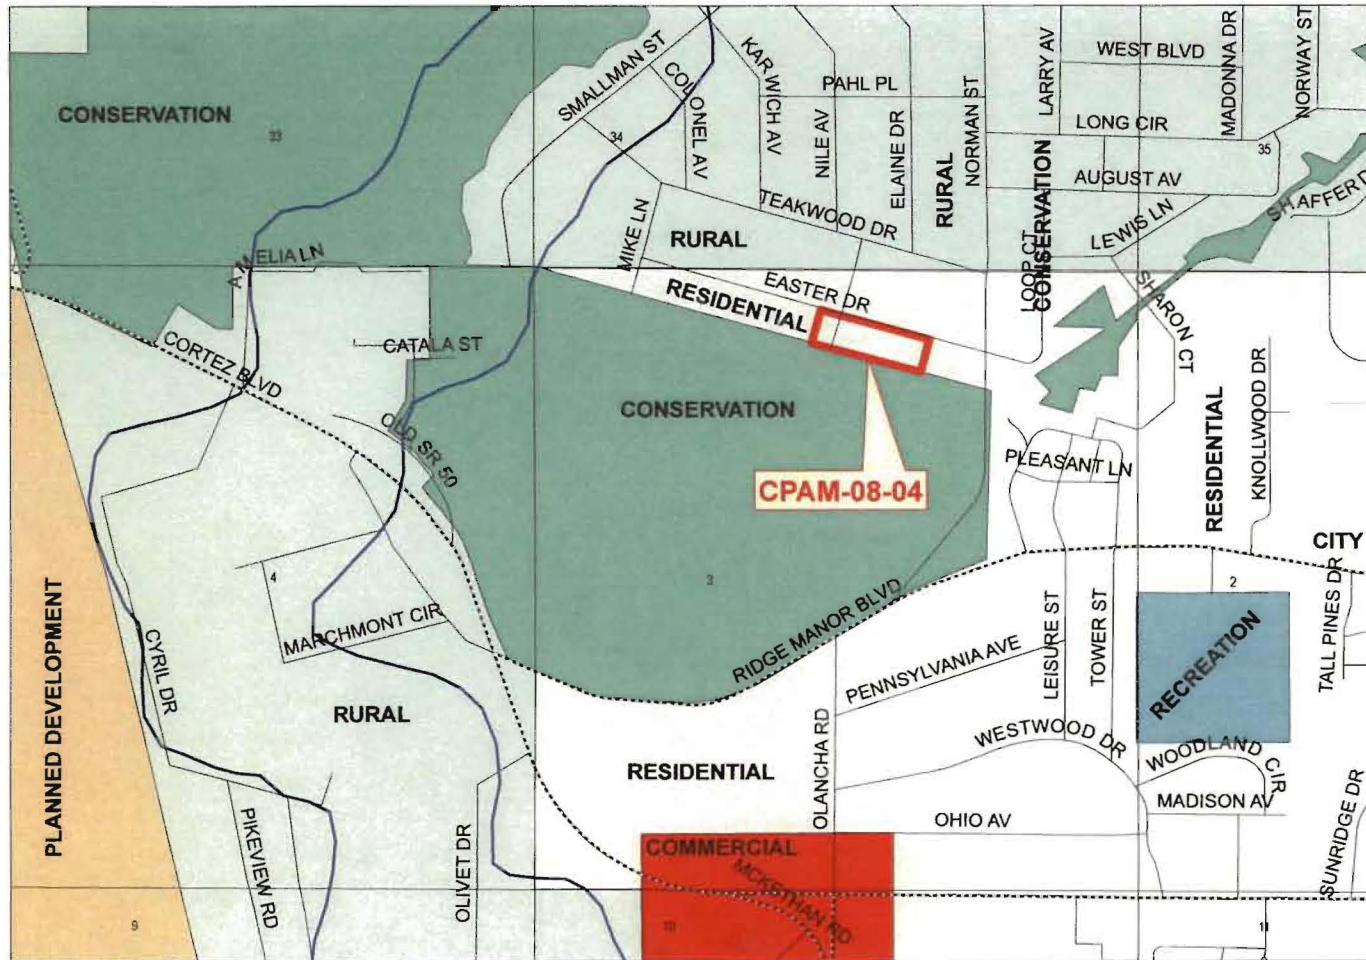 CONSERVATION
33
SMALLMAN ST
COLONEL AV
KAR WICH AV
PAHL PL
NILE AV
ELAINE DR
RURAL
NORMAN ST
LARRY AV
WEST BLVD
MADONNA DR
NORWAY ST
LONG CIR
34
35
CONSERVATION
AUGUST AV
SHAFFER D
LEWIS LN
TEAKWOOD DR
MIKE LN
RURAL
AMELIA LN
EASTER DR
RESIDENTIAL
LOOP CT
SHARON CT
CORTEZ BLVD
CATALA ST
OLD SR 50
CONSERVATION
CPAM-08-04
PLEASANT LN
RESIDENTIAL
KNOLLWOOD DR
CITY
PLANNED DEVELOPMENT
4
3
2
MARCHMONT CIR
CYRIL DR
RURAL
RIDGE MANOR BLVD
PENNSYLVANIA AVE
LEISURE ST
TOWER ST
RECREATION
TALL PINES DR
OLANCHA RD
WESTWOOD DR
WOODLAND CIR
RESIDENTIAL
MADISON AV
SUNRIDGE DR
PIKEVIEW RD
OLIVET DR
OHIO AV
COMMERCIAL
MCKETHAN RD
9
10
11